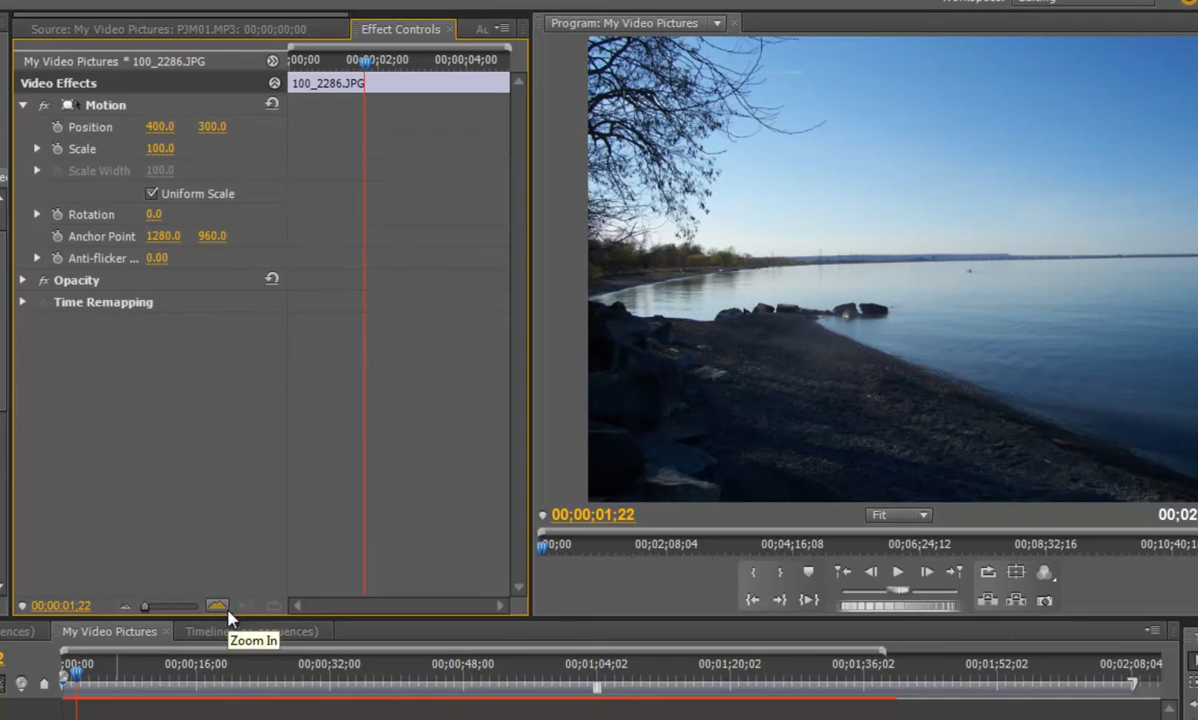 Source: My Video Pictures: PJM01.MP3: 00;00;00;00
Effect Controls ×
Program: My Video Pictures
My Video Pictures * 100_2286.JPG
;00;00
00;00;02;00
00;00;04;00
Video Effects
100_2286.JPG
fx Motion
Position 400.0 300.0
Scale 100.0
Scale Width 100.0
Uniform Scale
Rotation 0.0
Anchor Point 1280.0 960.0
Anti-flicker ... 0.00
fx Opacity
Time Remapping
00;00;01;22
Fit
00;02
00;00
00;02;08;04
00;04;16;08
00;06;24;12
00;08;32;16
00;10;40;1
00;00;01;22
Zoom In
ences)
My Video Pictures ×
;00;00
00;00;16;00
00;00;32;00
00;00;48;00
00;01;04;02
00;01;20;02
00;01;36;02
00;01;52;02
00;02;08;04